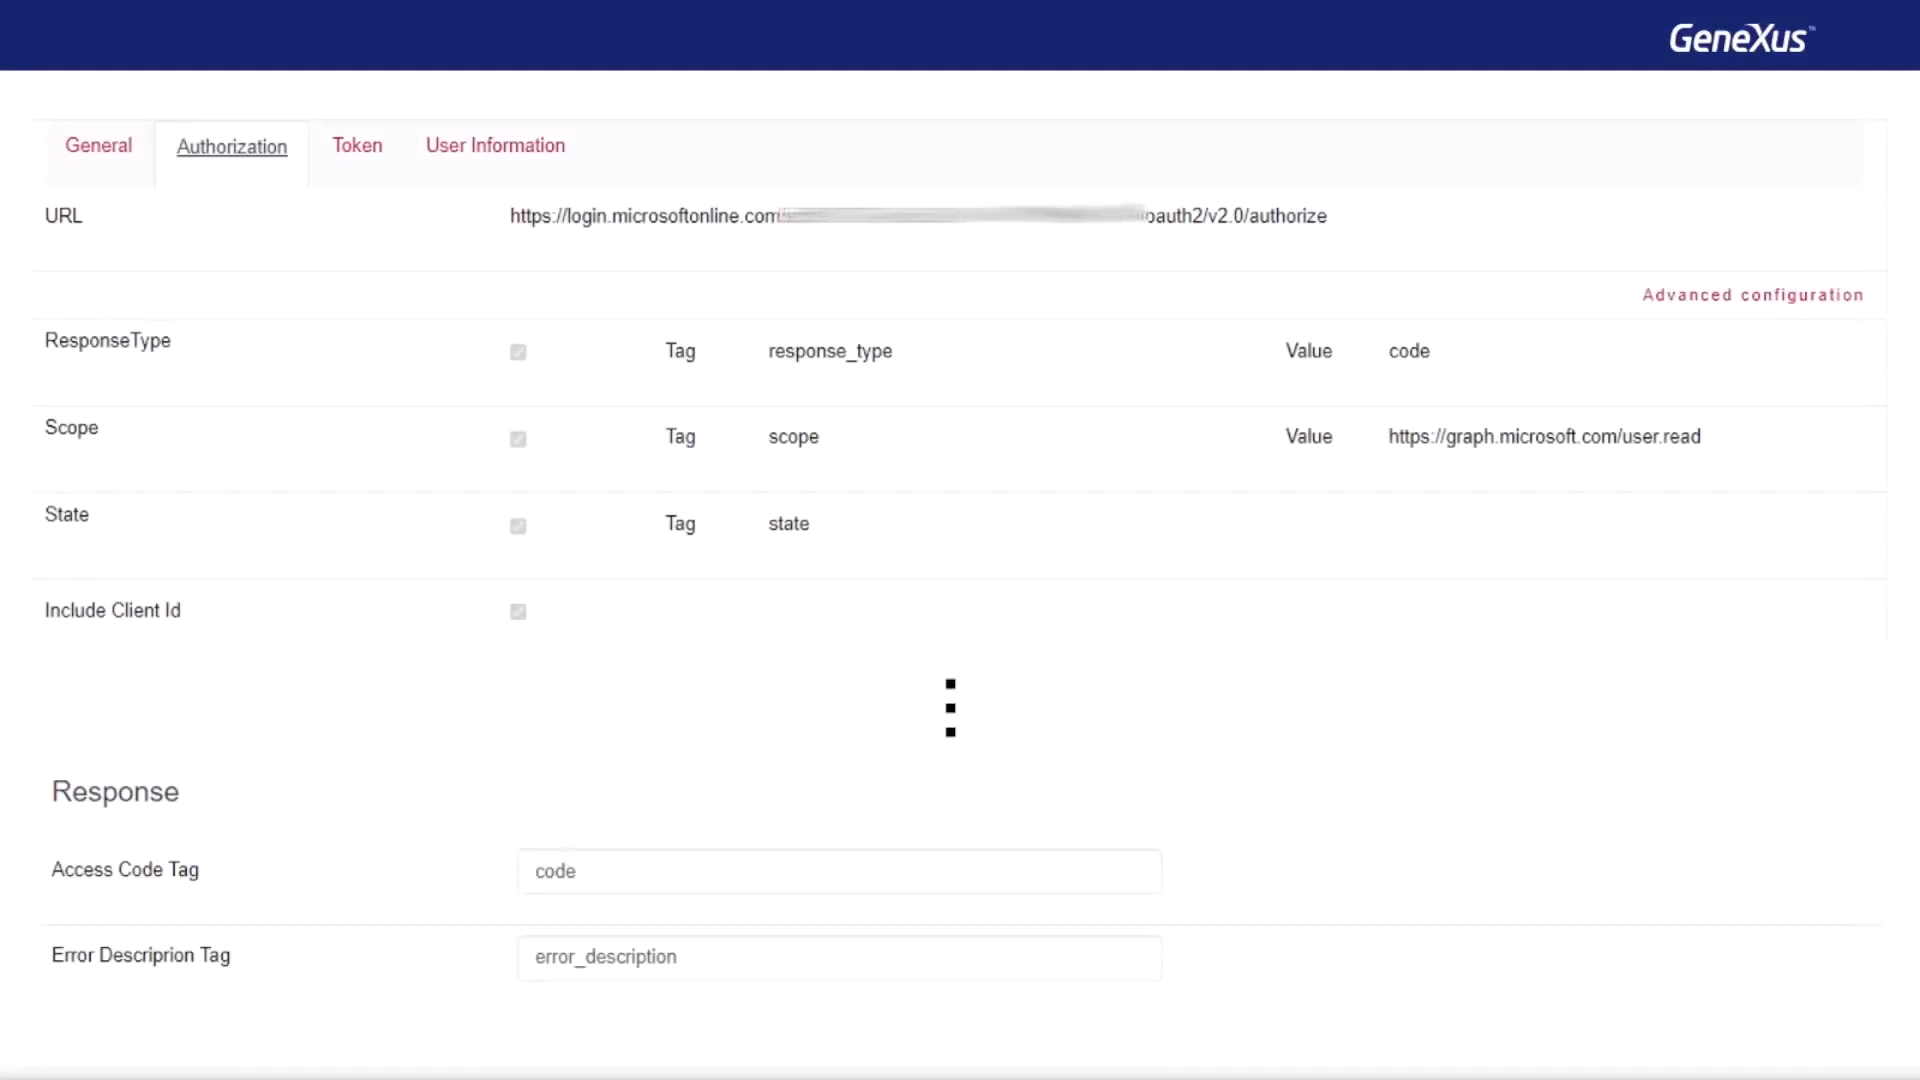 GeneXus™
General Authorization Token User Information
URL https://login.microsoftonline.com oauth2/v2.0/authorize
Advanced configuration
ResponseType Tag response_type Value code
Scope Tag scope Value https://graph.microsoft.com/user.read
State Tag state
Include Client Id
Response
Access Code Tag code
Error Descriprion Tag error_description